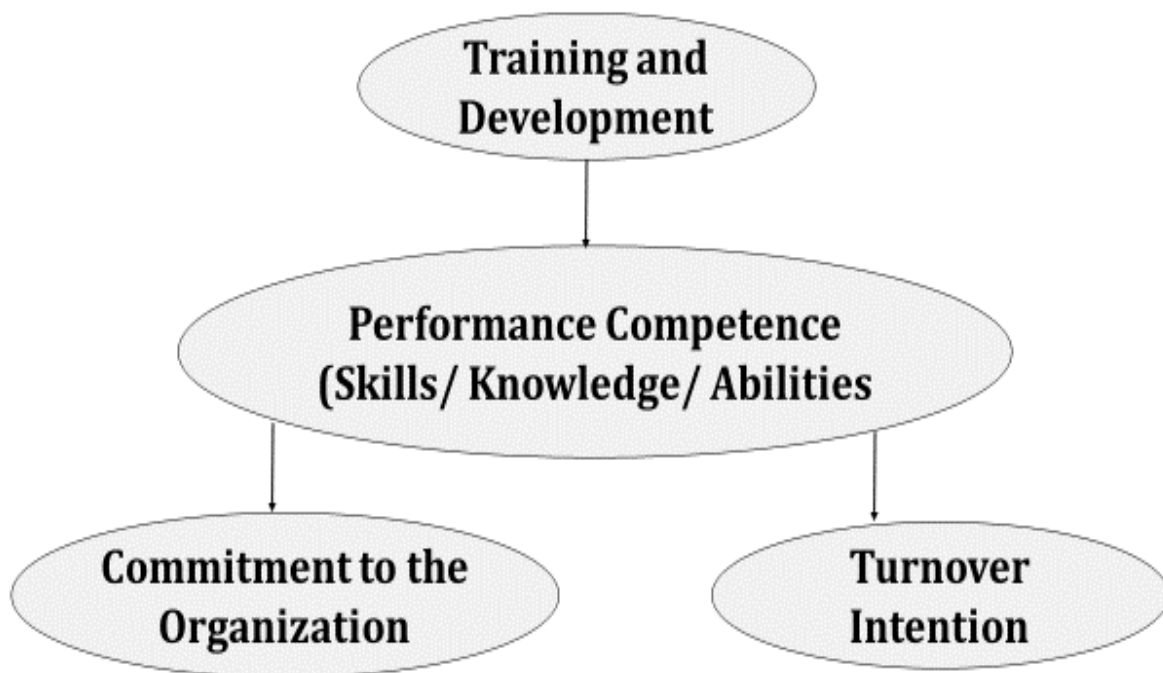 Training and
Development
Performance Competence
(Skills/ Knowledge/ Abilities
Commitment to the
Organization
Turnover
Intention